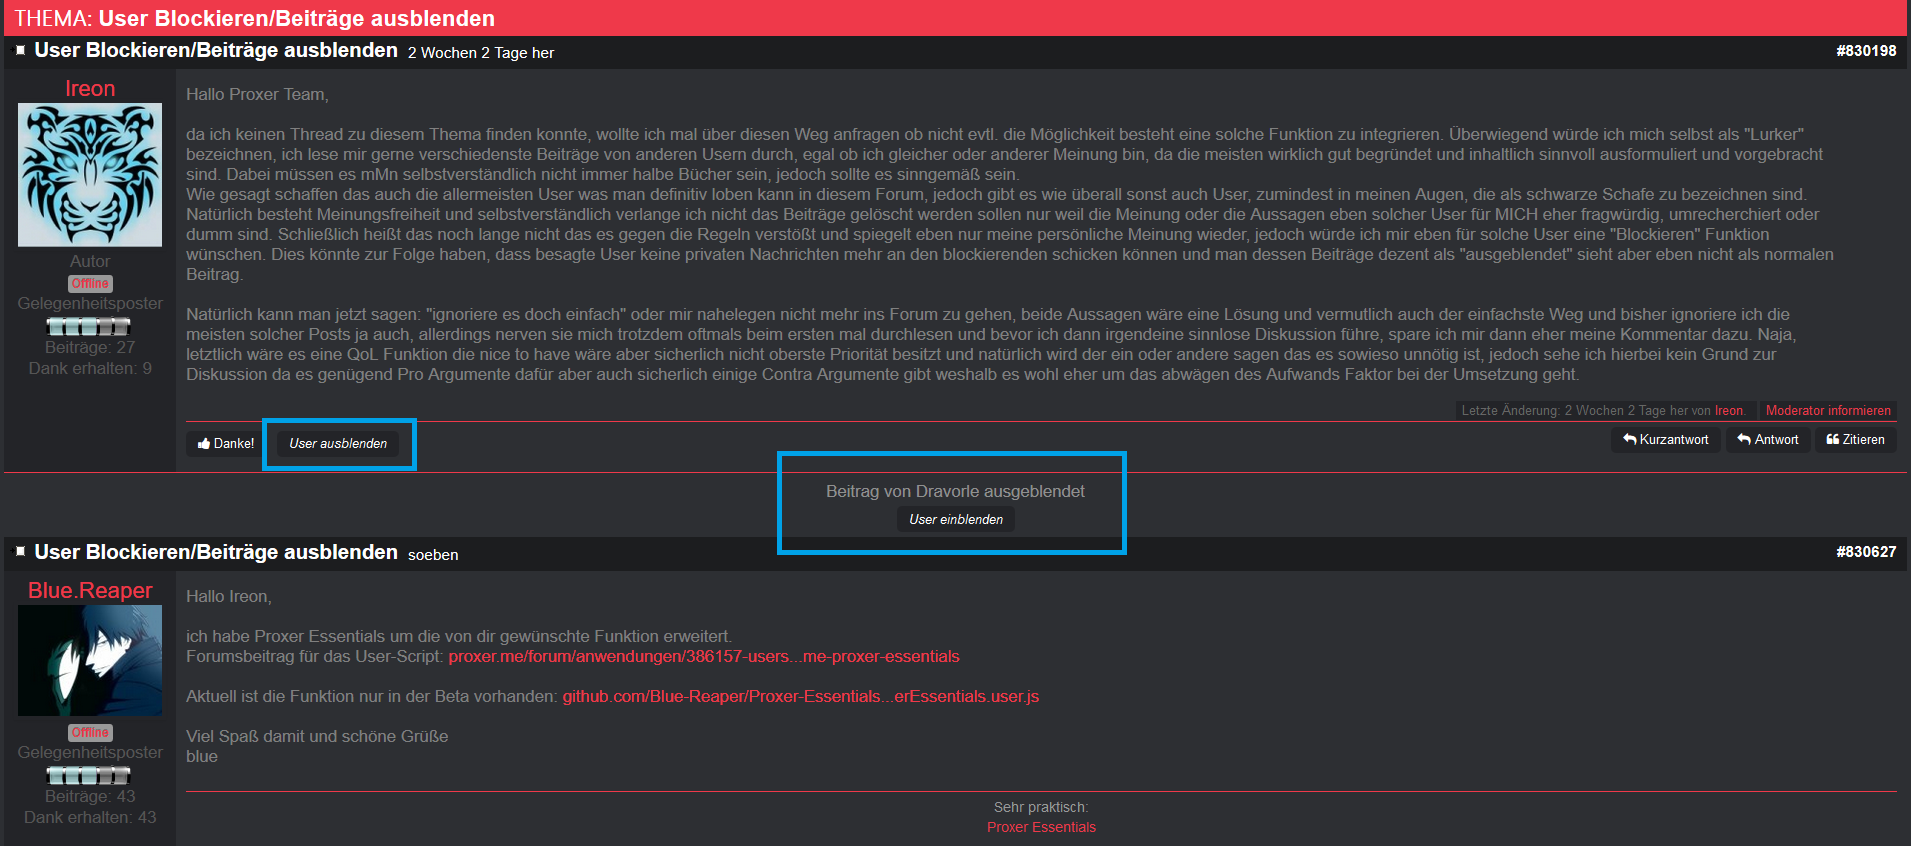 THEMA: User Blockieren/Beiträge ausblenden
User Blockieren/Beiträge ausblenden 2 Wochen 2 Tage her #830198
Ireon
Autor
Offline
Gelegenheitsposter
Beiträge: 27
Dank erhalten: 9
Hallo Proxer Team,
da ich keinen Thread zu diesem Thema finden konnte, wollte ich mal über diesen Weg anfragen ob nicht evtl. die Möglichkeit besteht eine solche Funktion zu integrieren. Überwiegend würde ich mich selbst als "Lurker"
bezeichnen, ich lese mir gerne verschiedenste Beiträge von anderen Usern durch, egal ob ich gleicher oder anderer Meinung bin, da die meisten wirklich gut begründet und inhaltlich sinnvoll ausformuliert und vorgebracht
sind. Dabei müssen es mMn selbstverständlich nicht immer halbe Bücher sein, jedoch sollte es sinngemäß sein.
Wie gesagt schaffen das auch die allermeisten User was man definitiv loben kann in diesem Forum, jedoch gibt es wie überall sonst auch User, zumindest in meinen Augen, die als schwarze Schafe zu bezeichnen sind.
Natürlich besteht Meinungsfreiheit und selbstverständlich verlange ich nicht das Beiträge gelöscht werden sollen nur weil die Meinung oder die Aussagen eben solcher User für MICH eher fragwürdig, umrecherchiert oder
dumm sind. Schließlich heißt das noch lange nicht das es gegen die Regeln verstößt und spiegelt eben nur meine persönliche Meinung wieder, jedoch würde ich mir eben für solche User eine "Blockieren" Funktion
wünschen. Dies könnte zur Folge haben, dass besagte User keine privaten Nachrichten mehr an den blockierenden schicken können und man dessen Beiträge dezent als "ausgeblendet" sieht aber eben nicht als normalen
Beitrag.
Natürlich kann man jetzt sagen: "ignoriere es doch einfach" oder mir nahelegen nicht mehr ins Forum zu gehen, beide Aussagen wäre eine Lösung und vermutlich auch der einfachste Weg und bisher ignoriere ich die
meisten solcher Posts ja auch, allerdings nerven sie mich trotzdem oftmals beim ersten mal durchlesen und bevor ich dann irgendeine sinnlose Diskussion führe, spare ich mir dann eher meine Kommentar dazu. Naja,
letztlich wäre es eine QoL Funktion die nice to have wäre aber sicherlich nicht oberste Priorität besitzt und natürlich wird der ein oder andere sagen das es sowieso unnötig ist, jedoch sehe ich hierbei kein Grund zur
Diskussion da es genügend Pro Argumente dafür aber auch sicherlich einige Contra Argumente gibt weshalb es wohl eher um das abwägen des Aufwands Faktor bei der Umsetzung geht.
Letzte Änderung: 2 Wochen 2 Tage her von Ireon. Moderator informieren
Danke! User ausblenden Kurzantwort Antwort Zitieren
Beitrag von Dravorle ausgeblendet
User einblenden
User Blockieren/Beiträge ausblenden soeben #830627
Blue.Reaper
Offline
Gelegenheitsposter
Beiträge: 43
Dank erhalten: 43
Hallo Ireon,
ich habe Proxer Essentials um die von dir gewünschte Funktion erweitert.
Forumsbeitrag für das User-Script: proxer.me/forum/anwendungen/386157-users...me-proxer-essentials
Aktuell ist die Funktion nur in der Beta vorhanden: github.com/Blue-Reaper/Proxer-Essentials...erEssentials.user.js
Viel Spaß damit und schöne Grüße
blue
Sehr praktisch:
Proxer Essentials